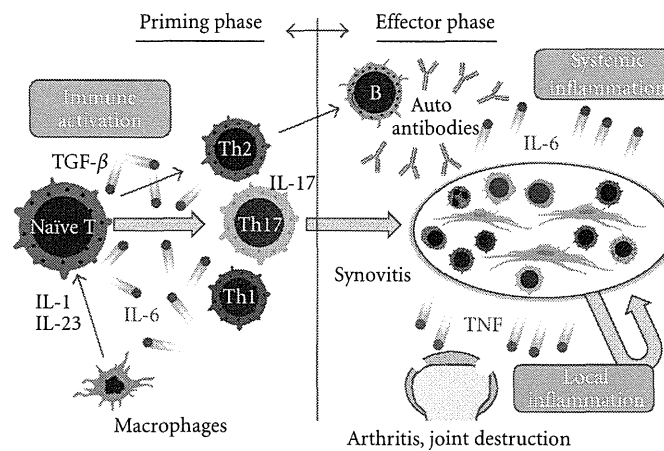 Priming phase
Effector phase
Immune
activation
Systemic
inflammation
TGF-β
Th2
B
Auto
antibodies
IL-6
IL-17
Naïve T
Th17
Synovitis
Th1
IL-1
IL-23
IL-6
TNF
Local
inflammation
Macrophages
Arthritis, joint destruction